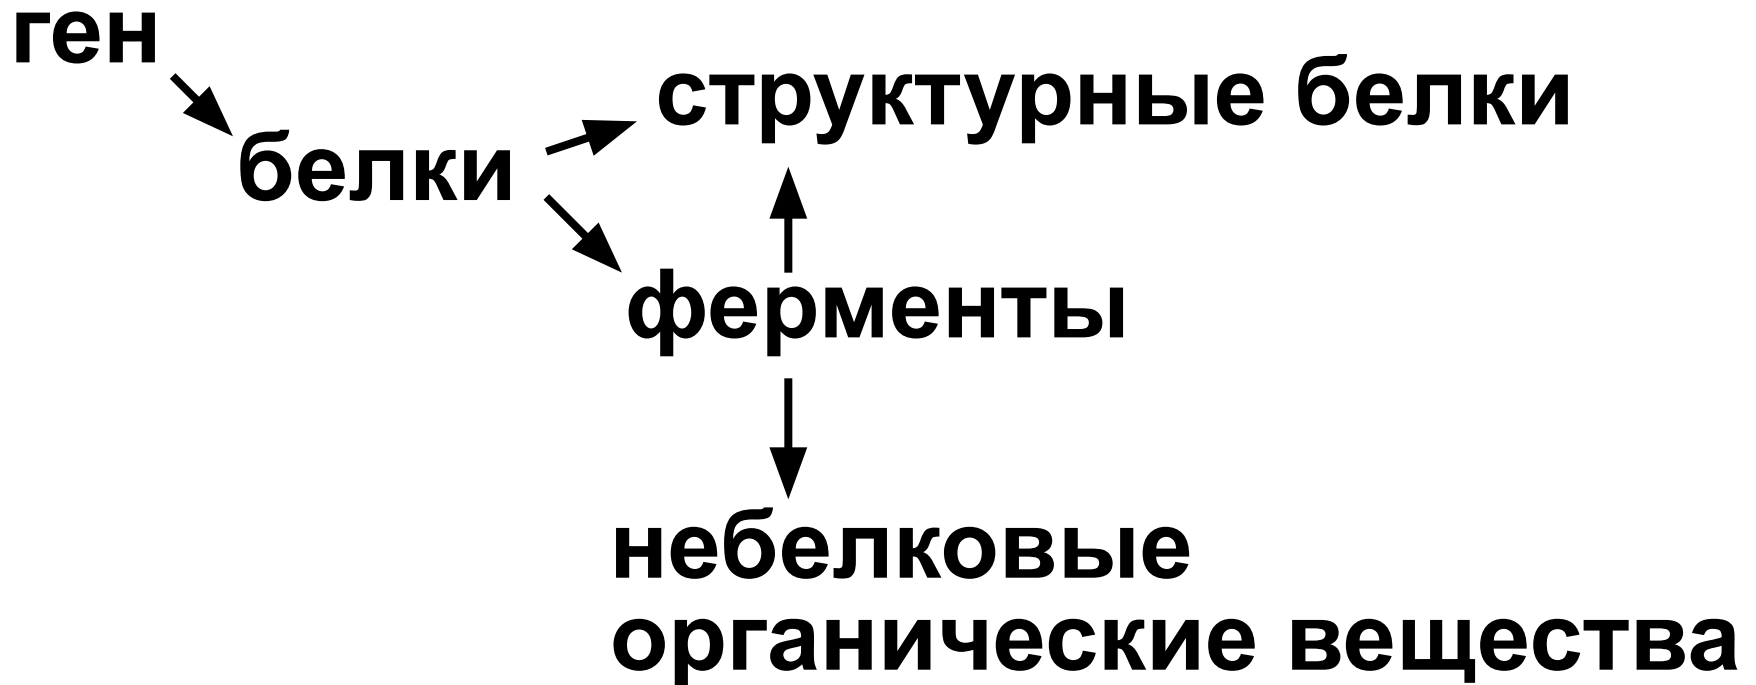 ген
структурные белки
белки
ферменты
небелковые
органические вещества